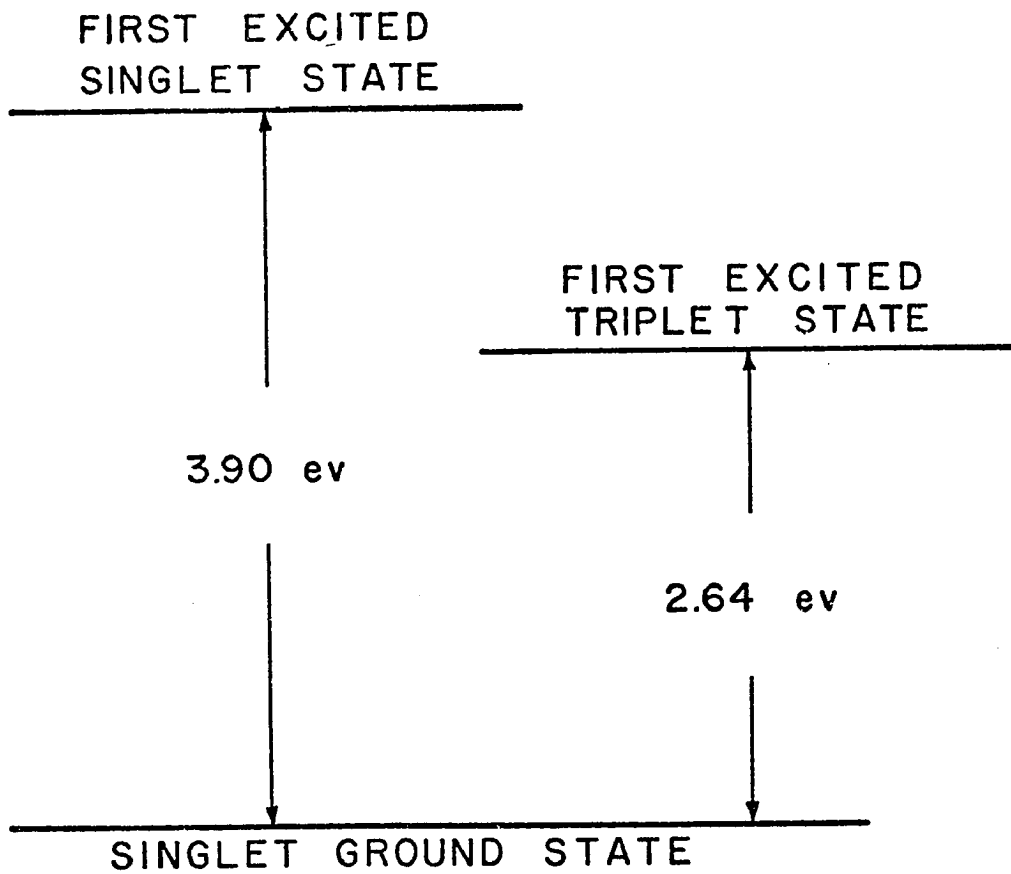 FIRST EXCITED
SINGLET STATE
FIRST EXCITED
TRIPLET STATE
3.90 ev
2.64 ev
SINGLET GROUND STATE